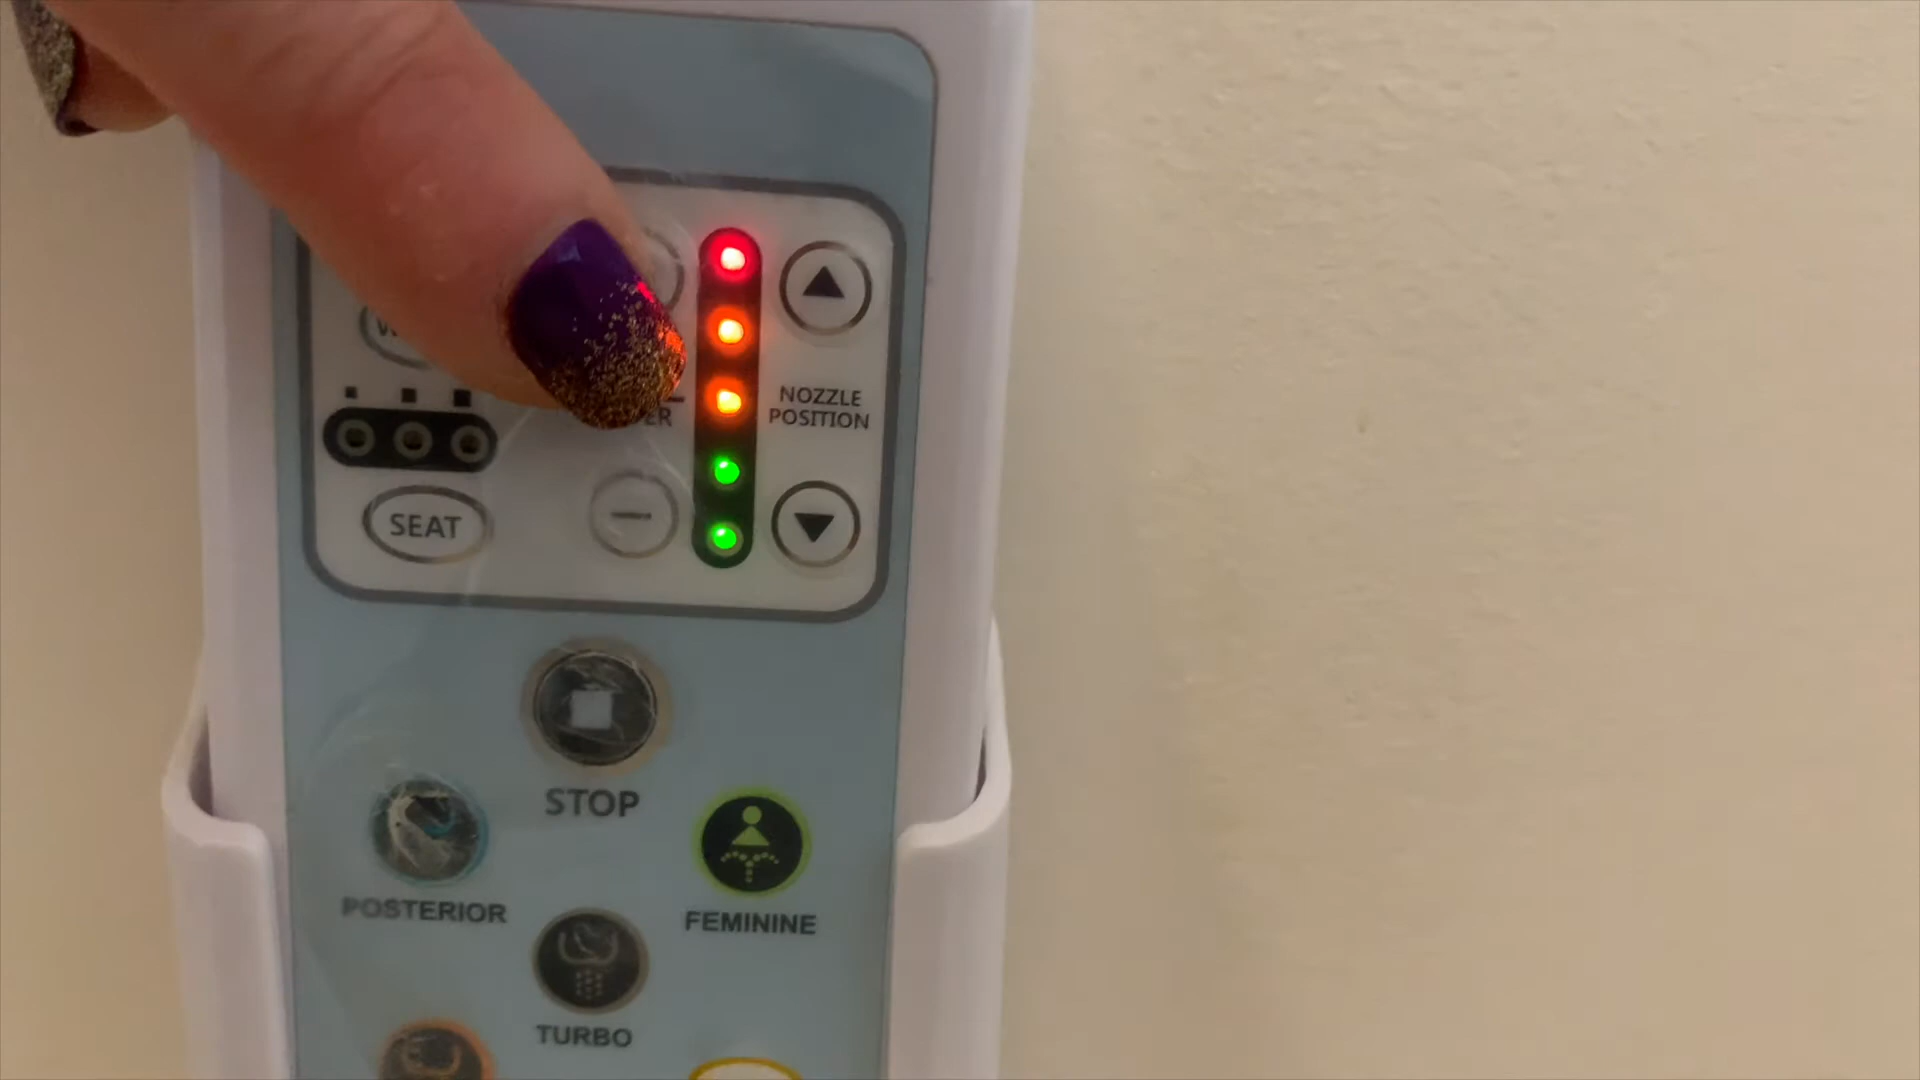 NOZZLE
POSITION
SEAT
STOP
POSTERIOR
FEMININE
TURBO